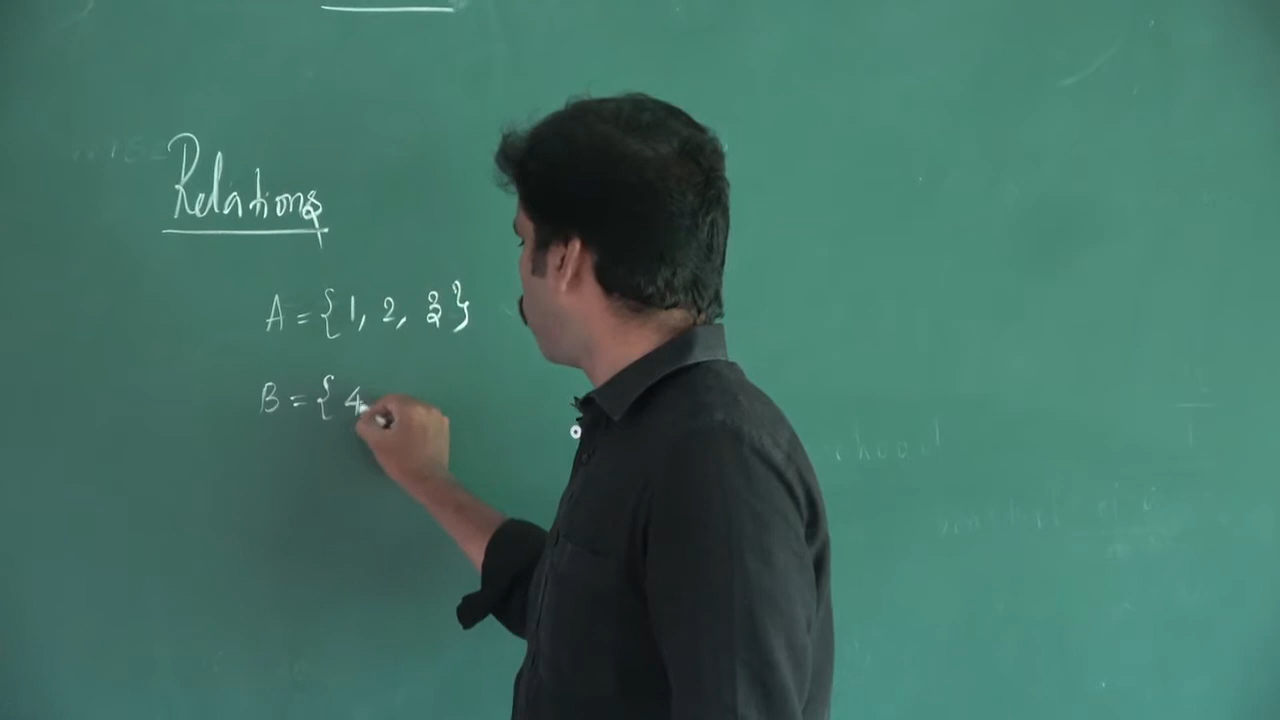 Relations
A = {1, 2, 3}
B = { 4